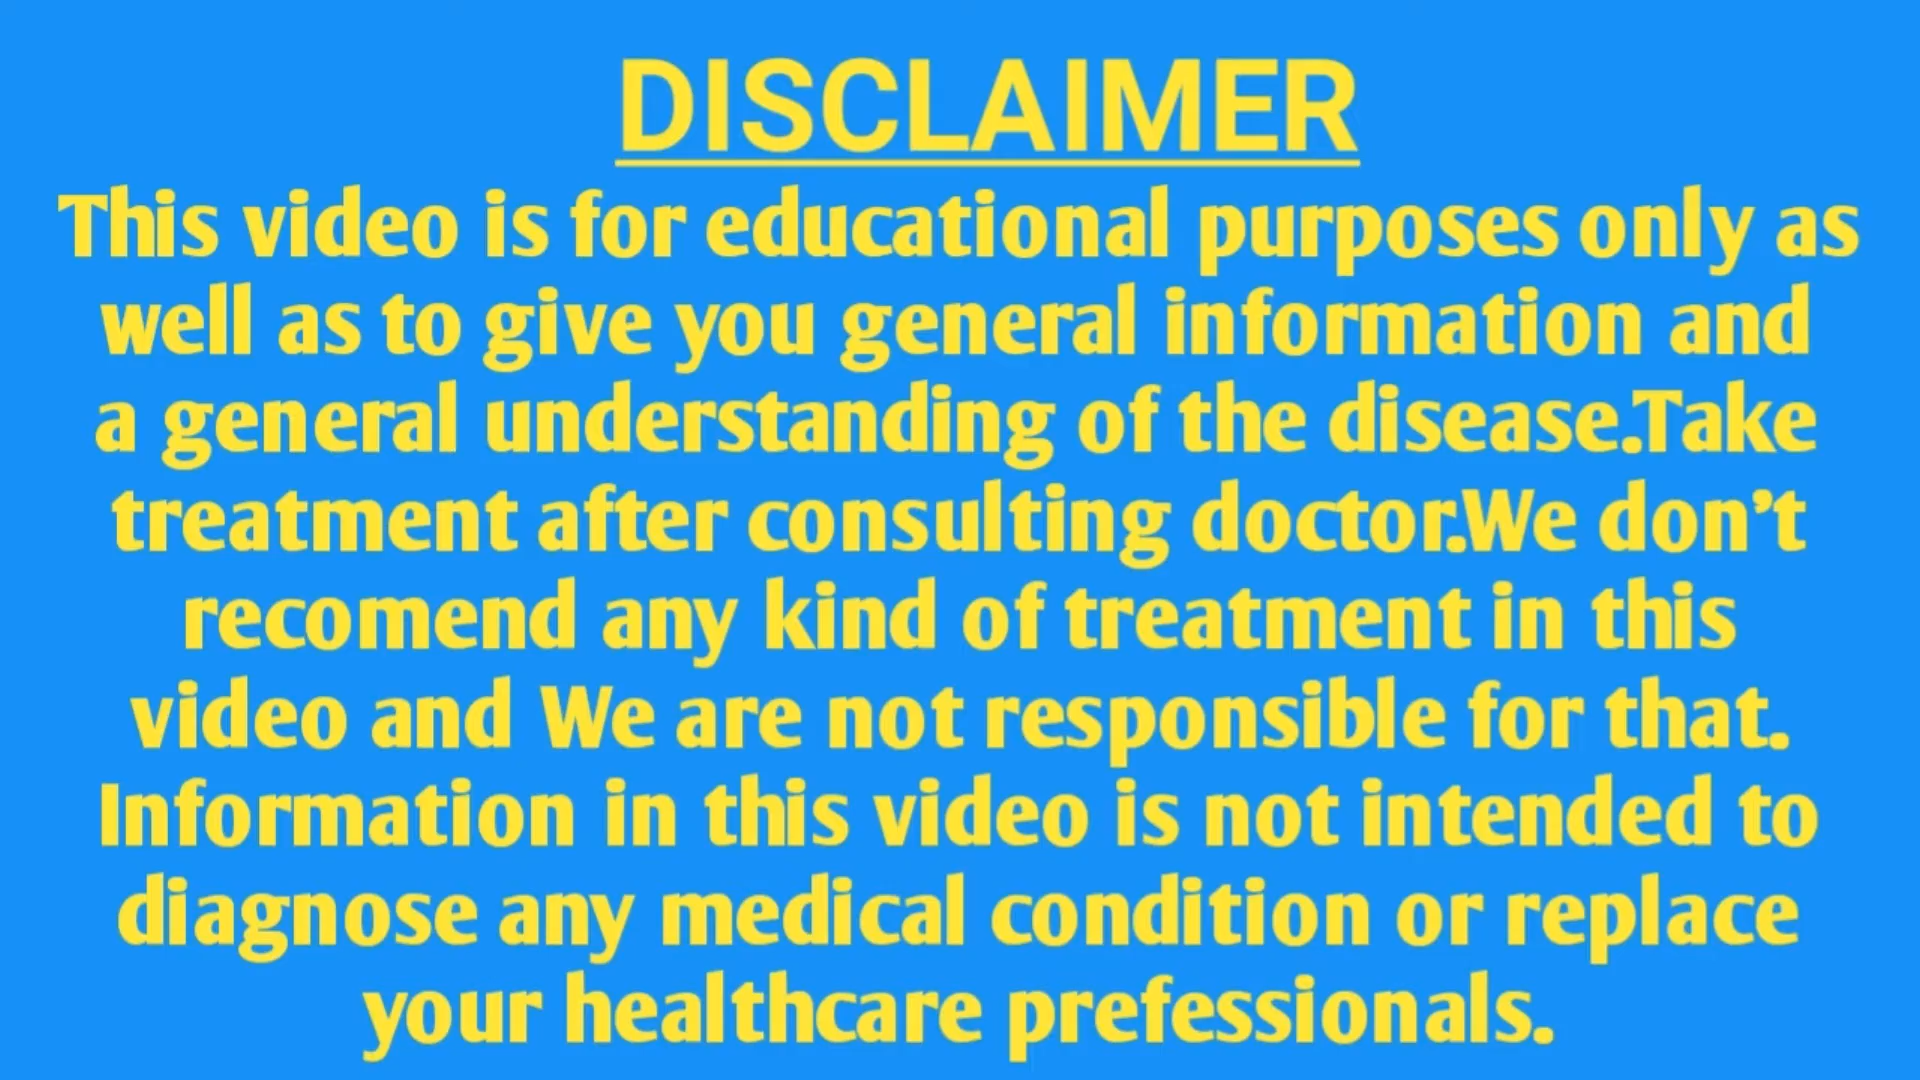 DISCLAIMER
This video is for educational purposes only as
well as to give you general information and
a general understanding of the disease.Take
treatment after consulting doctor.We don't
recomend any kind of treatment in this
video and We are not responsible for that.
Information in this video is not intended to
diagnose any medical condition or replace
your healthcare prefessionals.